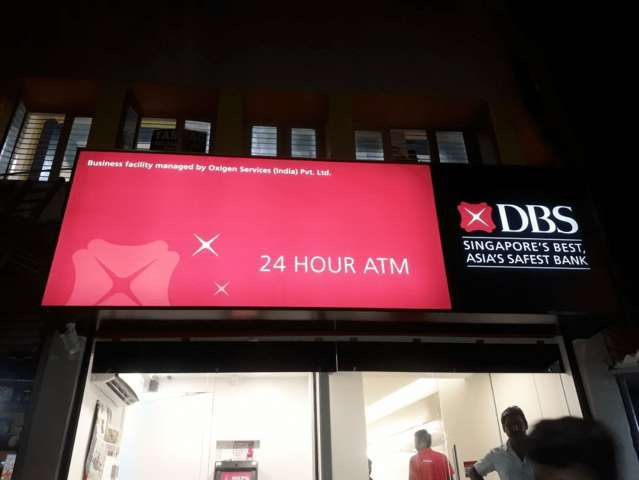 Business facility managed by Oxigen Services (India) Pvt. Ltd.
24 HOUR ATM
DBS
SINGAPORE'S BEST,
ASIA'S SAFEST BANK